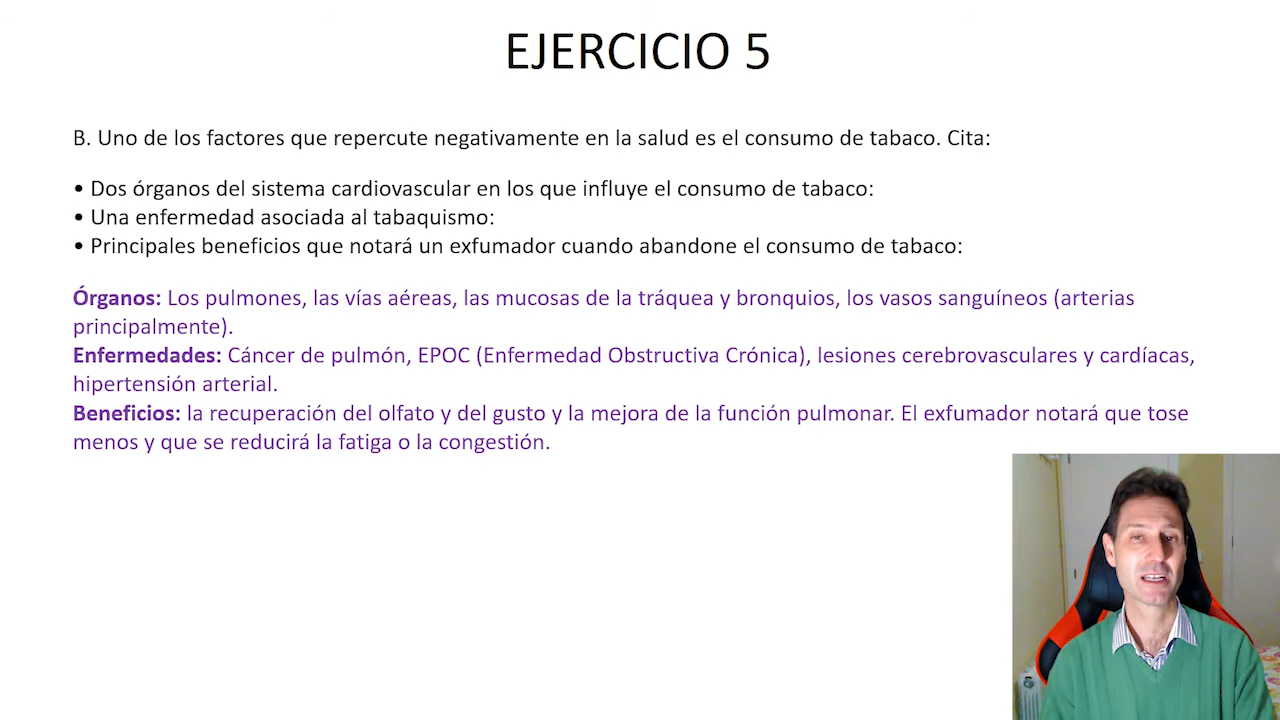 EJERCICIO 5
B. Uno de los factores que repercute negativamente en la salud es el consumo de tabaco. Cita:
• Dos órganos del sistema cardiovascular en los que influye el consumo de tabaco:
• Una enfermedad asociada al tabaquismo:
• Principales beneficios que notará un exfumador cuando abandone el consumo de tabaco:
Órganos: Los pulmones, las vías aéreas, las mucosas de la tráquea y bronquios, los vasos sanguíneos (arterias
principalmente).
Enfermedades: Cáncer de pulmón, EPOC (Enfermedad Obstructiva Crónica), lesiones cerebrovasculares y cardíacas,
hipertensión arterial.
Beneficios: la recuperación del olfato y del gusto y la mejora de la función pulmonar. El exfumador notará que tose
menos y que se reducirá la fatiga o la congestión.